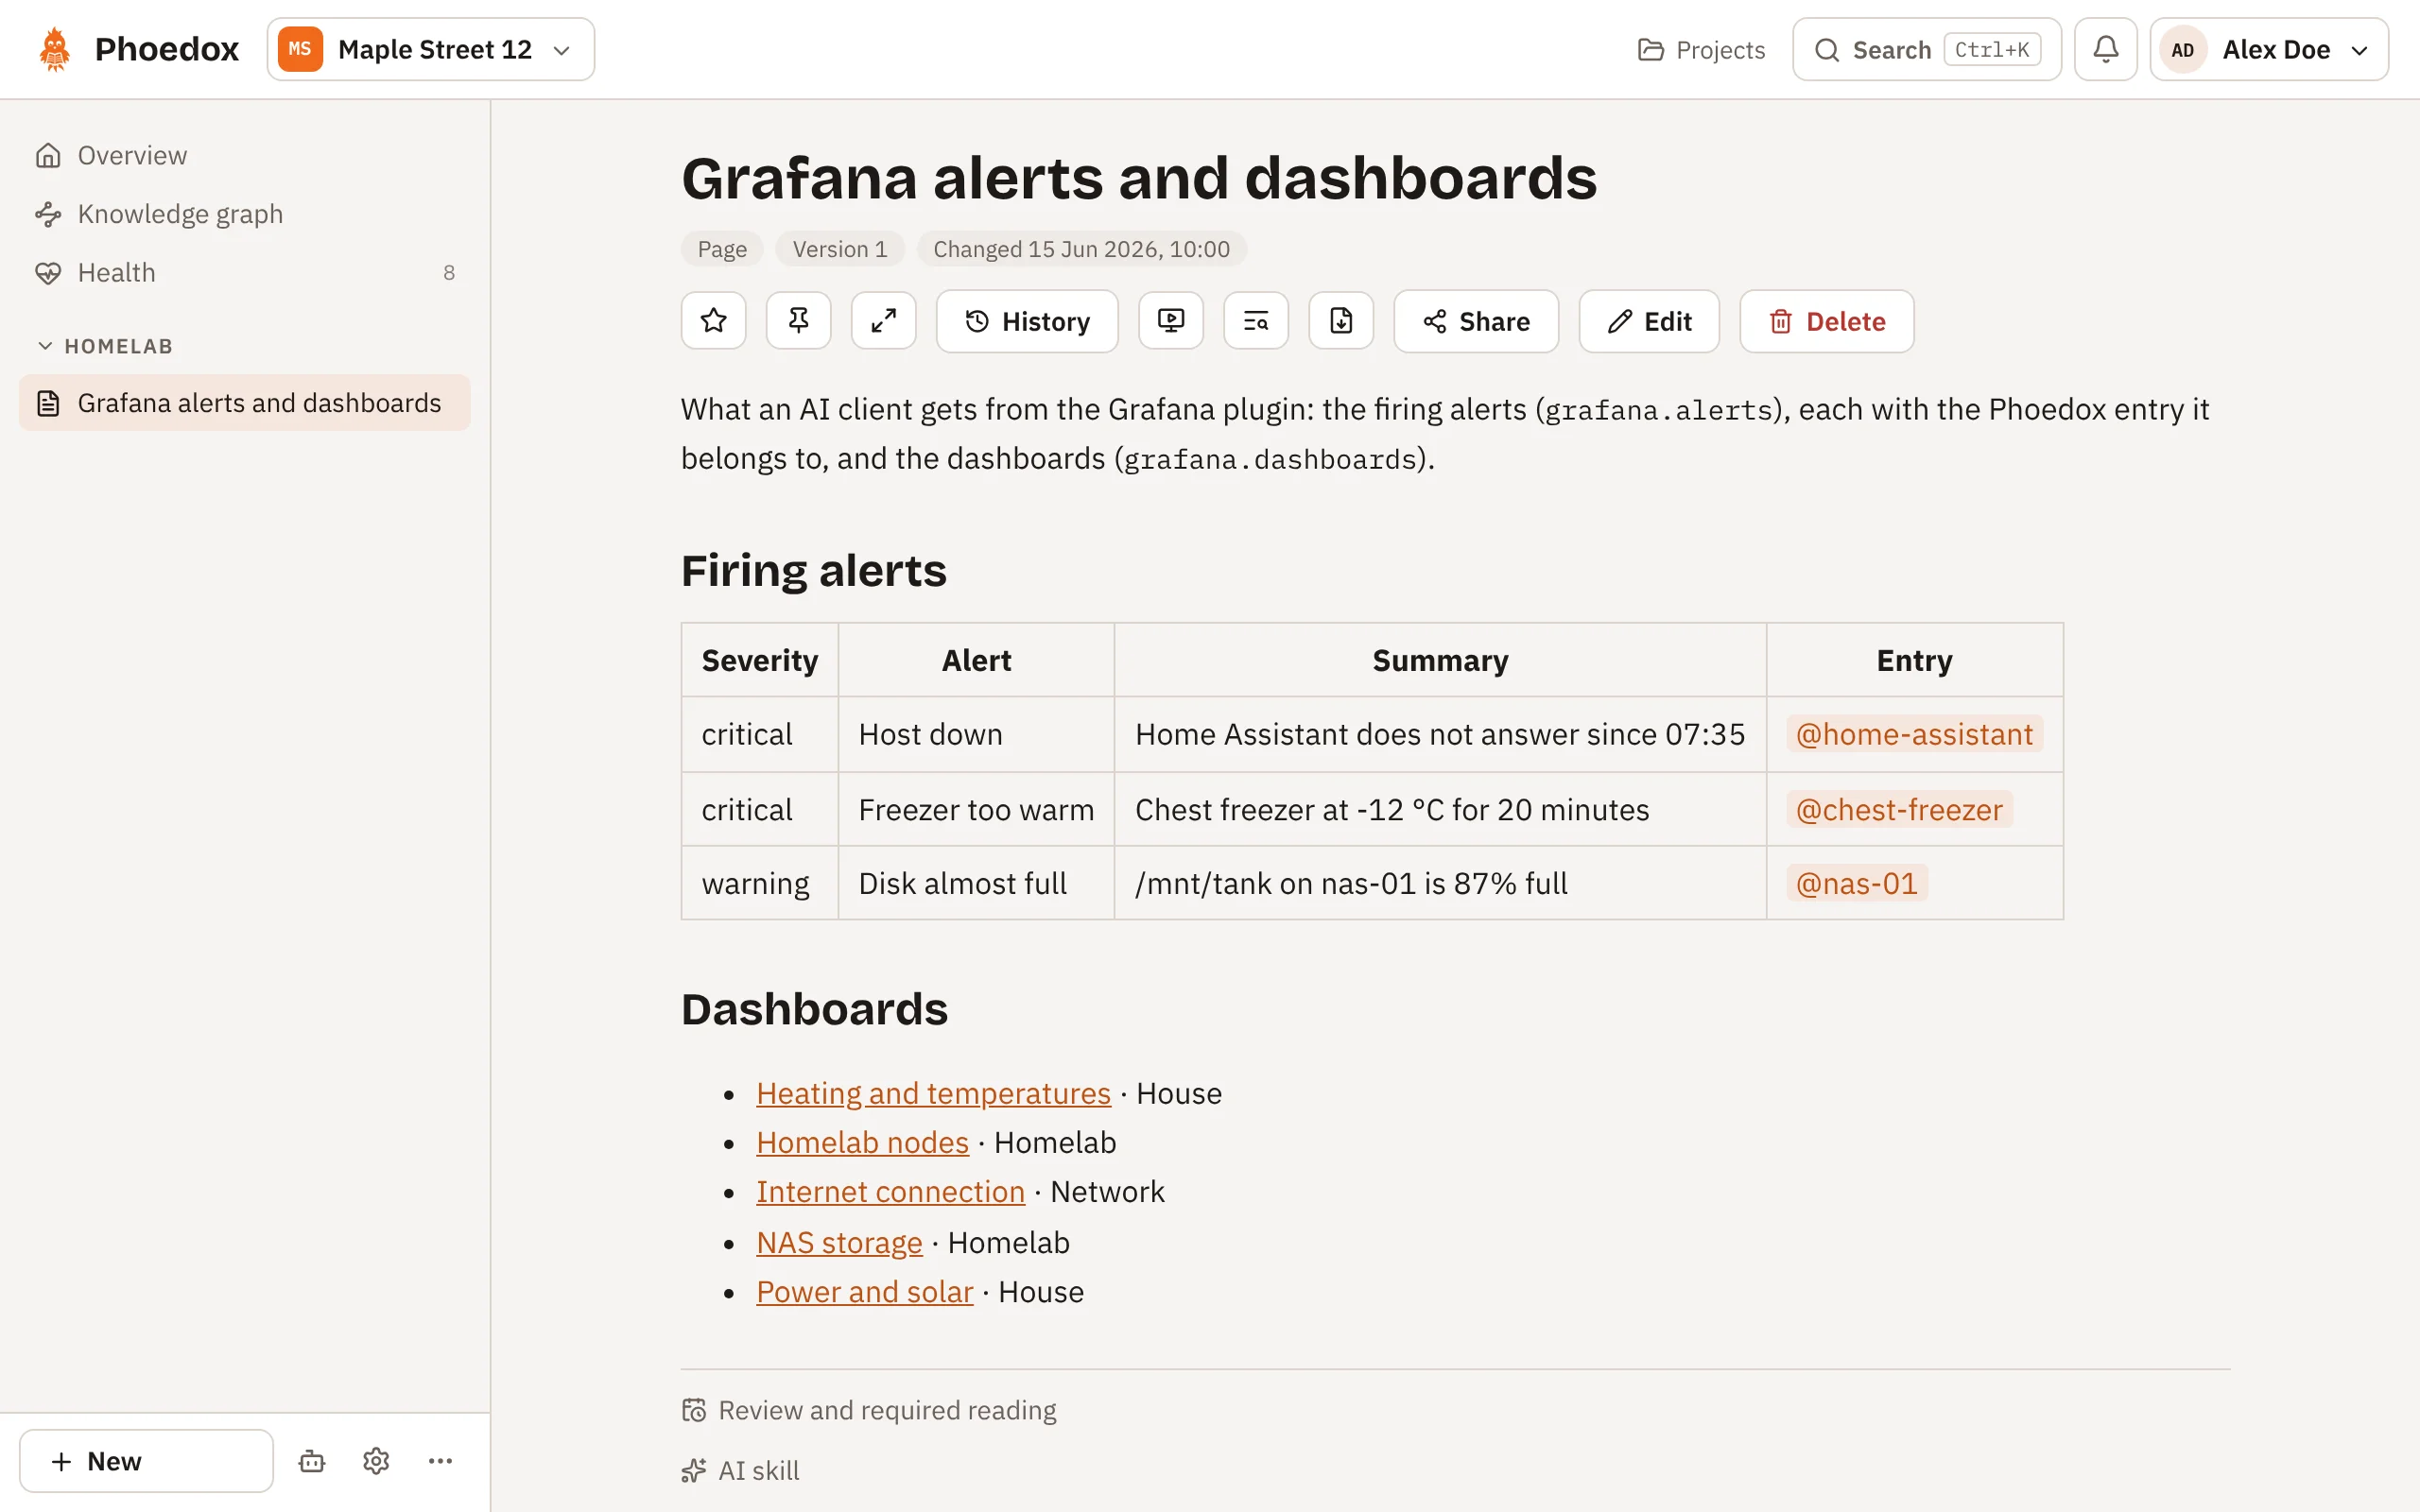 Phoedox
MS Maple Street 12
Projects
Search Ctrl+K
AD Alex Doe
Overview
Knowledge graph
Health 8
HOMELAB
Grafana alerts and dashboards
New
Grafana alerts and dashboards
Page Version 1 Changed 15 Jun 2026, 10:00
History Share Edit Delete
What an AI client gets from the Grafana plugin: the firing alerts (grafana.alerts), each with the Phoedox entry it
belongs to, and the dashboards (grafana.dashboards).
Firing alerts
Severity Alert Summary Entry
critical Host down Home Assistant does not answer since 07:35 @home-assistant
critical Freezer too warm Chest freezer at -12 °C for 20 minutes @chest-freezer
warning Disk almost full /mnt/tank on nas-01 is 87% full @nas-01
Dashboards
• Heating and temperatures · House
• Homelab nodes · Homelab
• Internet connection · Network
• NAS storage · Homelab
• Power and solar · House
Review and required reading
AI skill